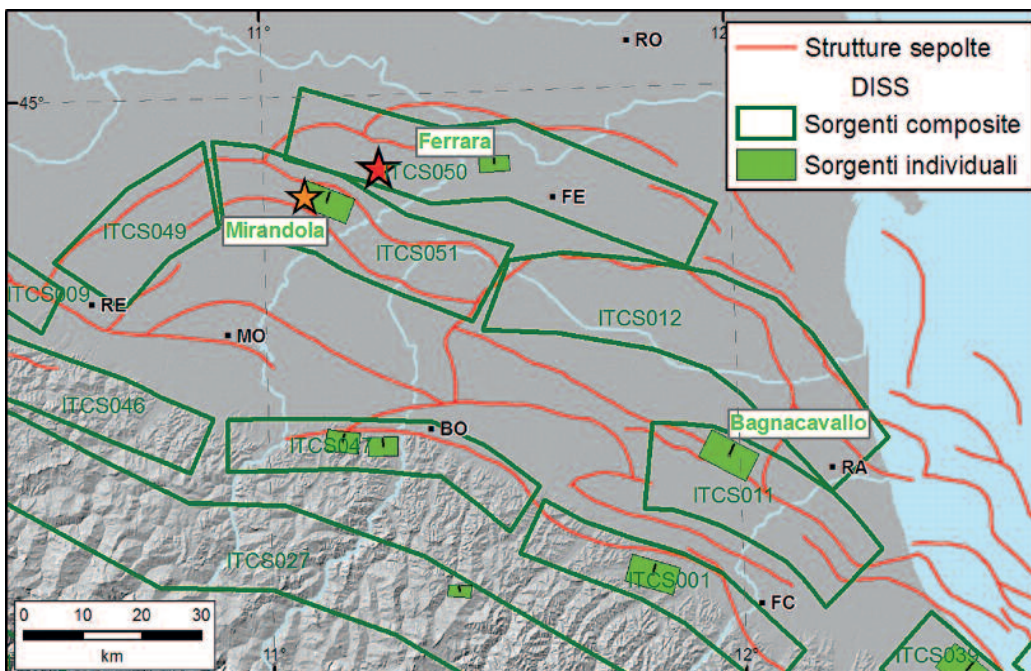 11°
12°
RO
Strutture sepolte
DISS
Sorgenti composite
Sorgenti individuali
45°
Ferrara
ITCS050
FE
Mirandola
ITCS049
ITCS051
ITCS009
RE
MO
ITCS012
ITCS046
BO
ITCS047
Bagnacavallo
RA
ITCS011
ITCS027
ITCS001
FC
0 10 20 30
km
11°
12°
ITCS039